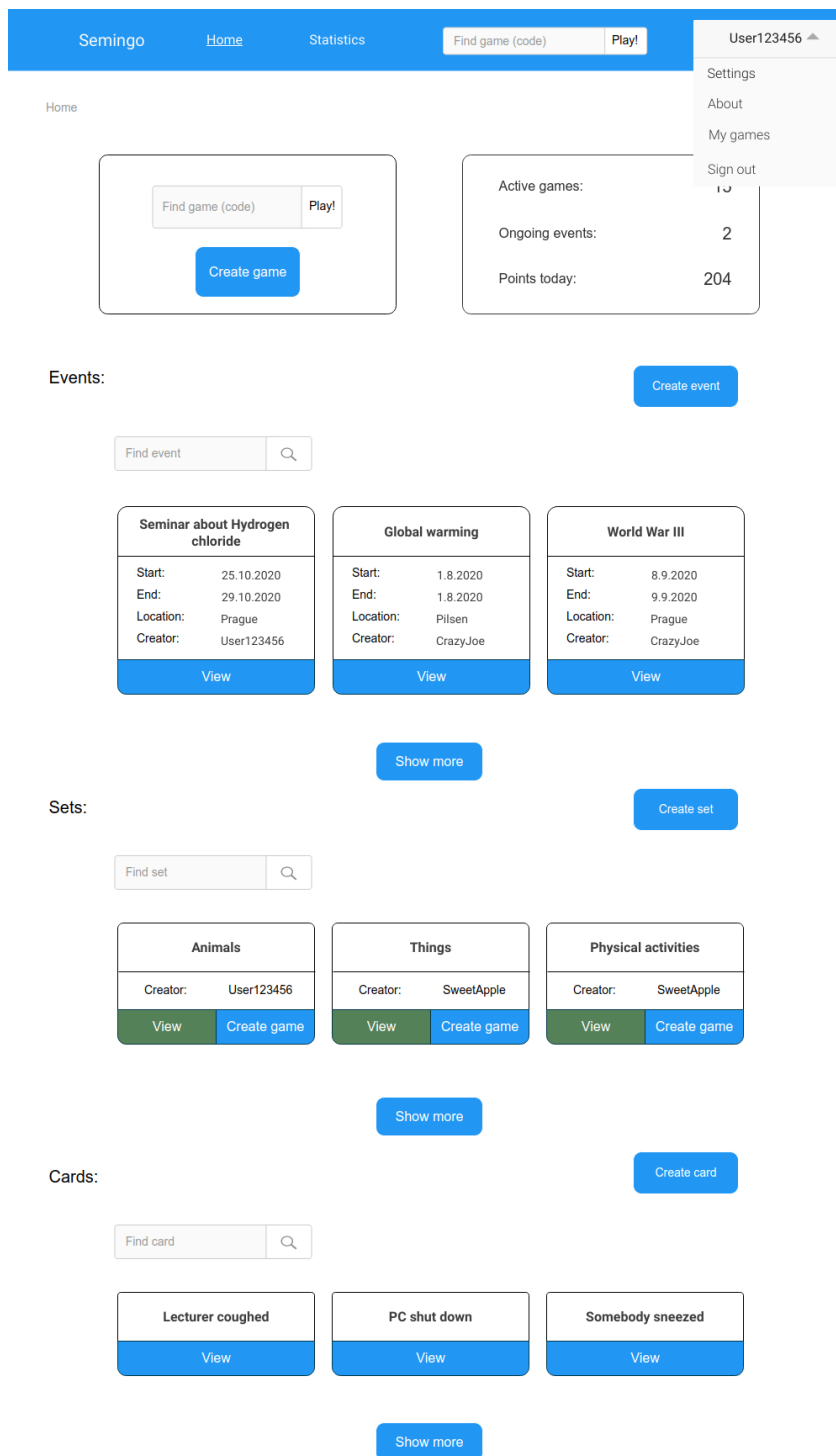 Semingo Home Statistics Find game (code) Play! User123456
Settings
About
My games
Sign out
Home
Find game (code) Play!
Create game
Active games:
Ongoing events: 2
Points today: 204
Events: Create event
Find event
Seminar about Hydrogen
chloride
Start: 25.10.2020
End: 29.10.2020
Location: Prague
Creator: User123456
View
Global warming
Start: 1.8.2020
End: 1.8.2020
Location: Pilsen
Creator: CrazyJoe
View
World War III
Start: 8.9.2020
End: 9.9.2020
Location: Prague
Creator: CrazyJoe
View
Show more
Sets: Create set
Find set
Animals
Creator: User123456
View Create game
Things
Creator: SweetApple
View Create game
Physical activities
Creator: SweetApple
View Create game
Show more
Cards: Create card
Find card
Lecturer coughed
View
PC shut down
View
Somebody sneezed
View
Show more